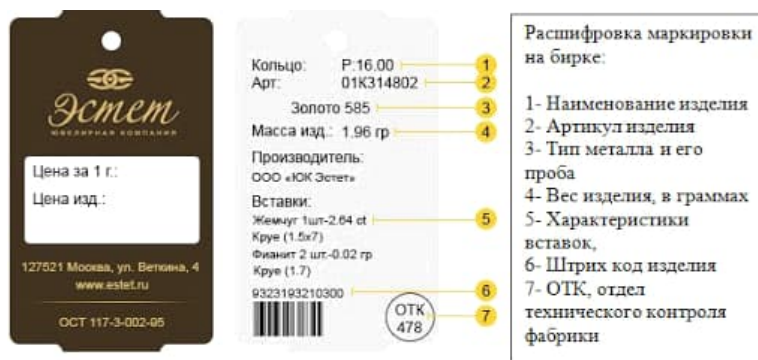 Эстет
ЮВЕЛИРНАЯ КОМПАНИЯ
Цена за 1 г.:
Цена изд.:
127521 Москва, ул. Веткина, 4
www.estet.ru
ОСТ 117-3-002-95
Кольцо: Р:16.00 1
Арт: 01К314802 2
Золото 585 3
Масса изд.: 1.96 гр 4
Производитель:
ООО «ЮК Эстет»
Вставки:
Жемчуг 1шт-2.64 ct 5
Круе (1.5x7)
Фианит 2 шт.-0.02 гр
Круе (1.7)
9323193210300 6
ОТК
478 7
Расшифровка маркировки
на бирке:
1- Наименование изделия
2- Артикул изделия
3- Тип металла и его
проба
4- Вес изделия, в граммах
5- Характеристики
вставок,
6- Штрих код изделия
7- ОТК, отдел
технического контроля
фабрики